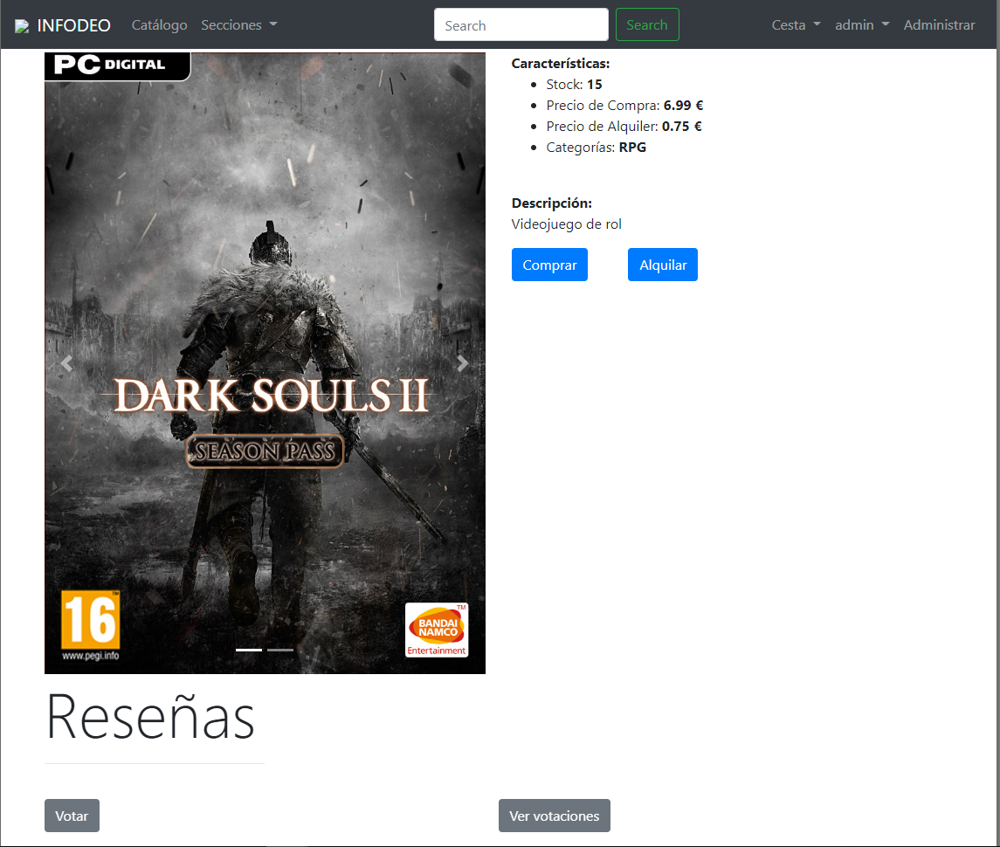 INFODEO Catálogo Secciones Search Search Cesta admin Administrar
PC DIGITAL
DARK SOULS II
SEASON PASS
16
www.pegi.info
BANDAI
NAMCO
Entertainment
TM
Características:
Stock: 15
Precio de Compra: 6.99 €
Precio de Alquiler: 0.75 €
Categorías: RPG
Descripción:
Videojuego de rol
Comprar Alquilar
Reseñas
Votar Ver votaciones